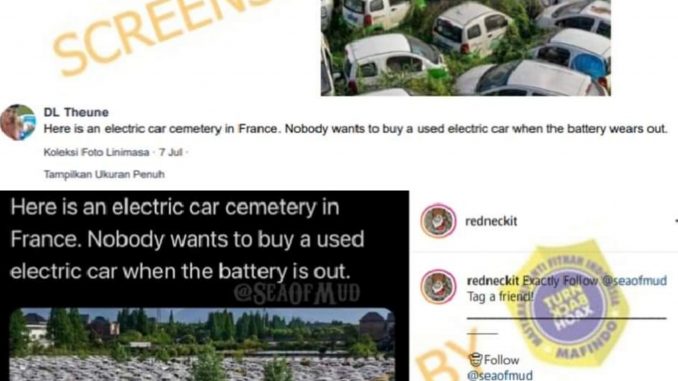 SCREENS
DL Theune
Here is an electric car cemetery in France. Nobody wants to buy a used electric car when the battery wears out.
Koleksi Foto Linimasa · 7 Jul ·
Tampilkan Ukuran Penuh
Here is an electric car cemetery in
France. Nobody wants to buy a used
electric car when the battery is out.
@SEAOFMUD
redneckit
redneckit Exactly Follow @seaofmud
Tag a friend!
Follow
@seaofmud
BY
TURN
BACK
HOAX
MAFINDO